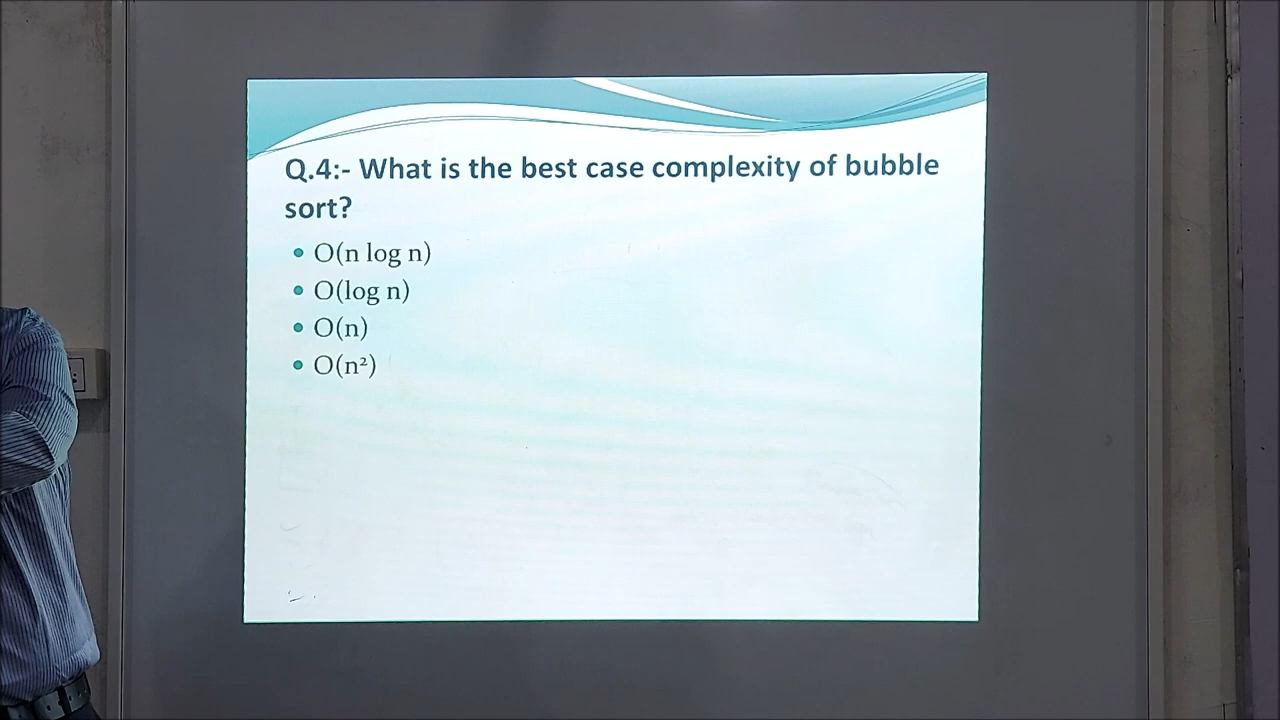 Q.4:- What is the best case complexity of bubble
sort?
• O(n log n)
• O(log n)
• O(n)
• O(n²)